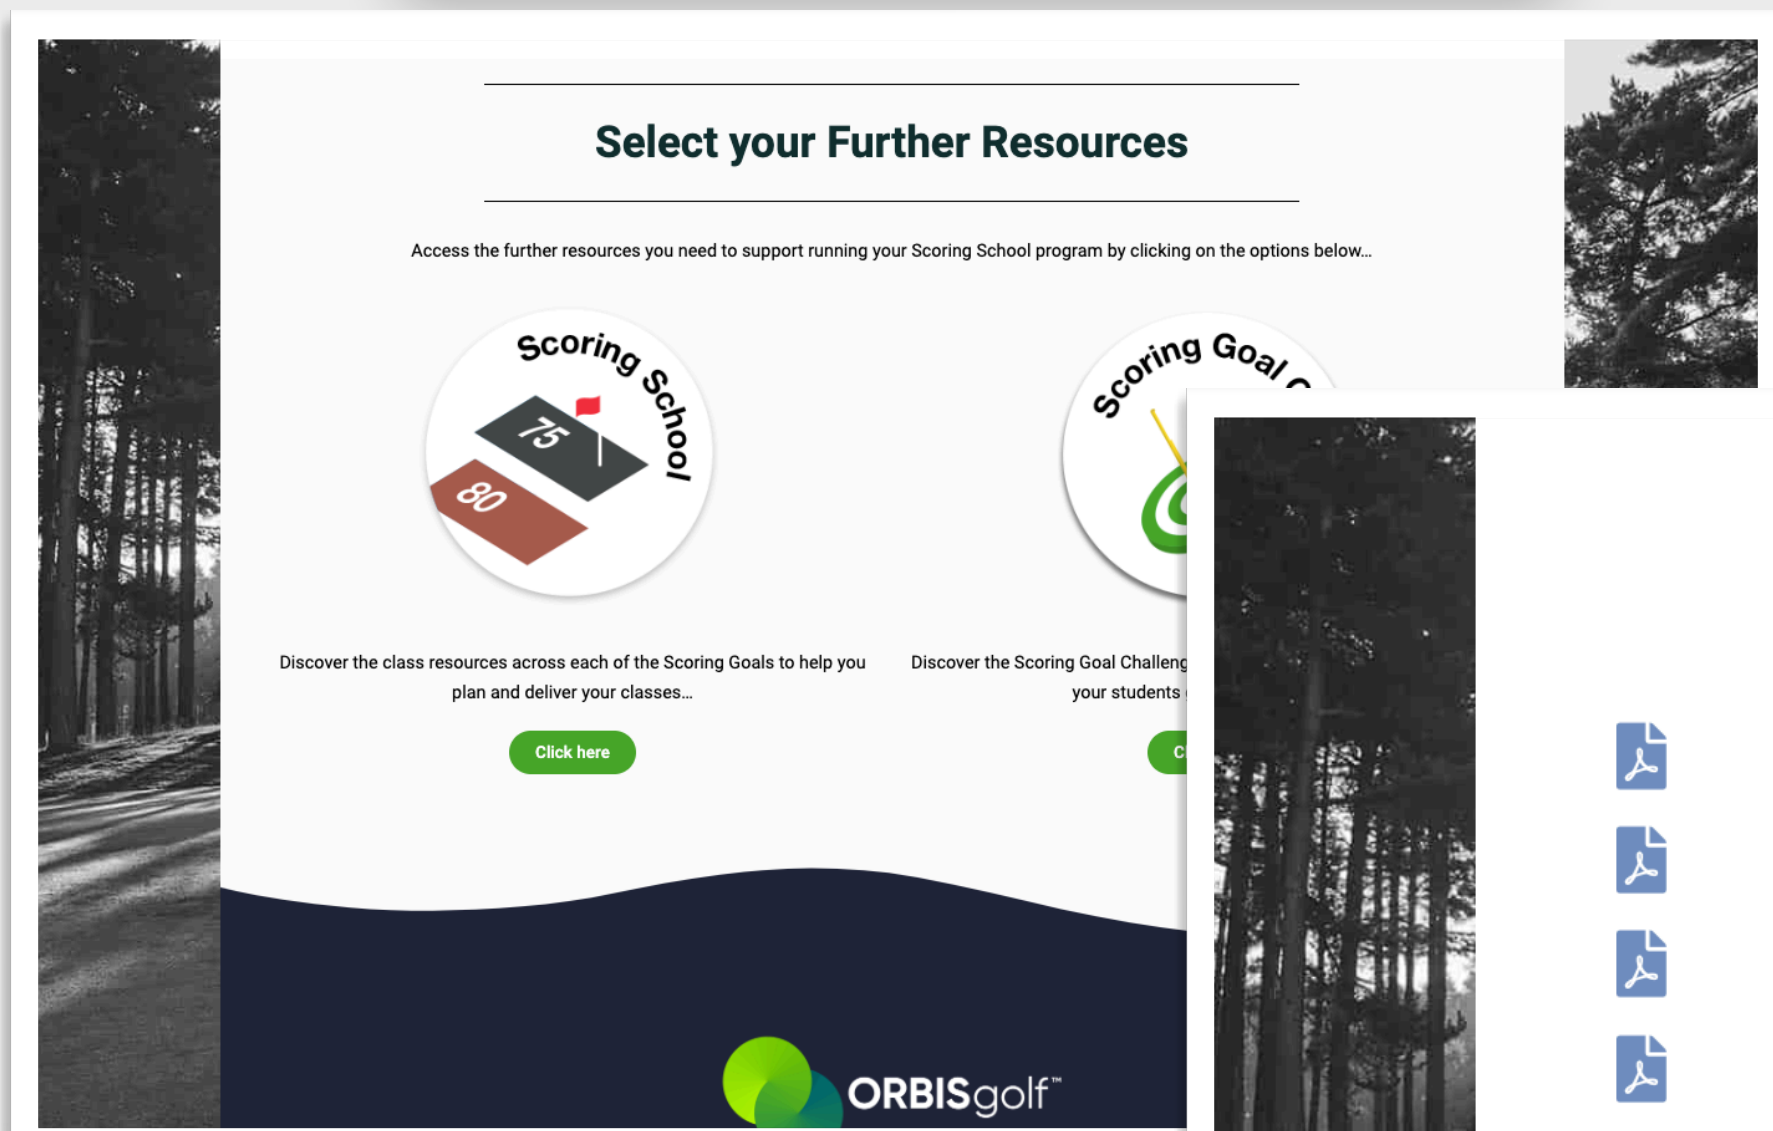 Select your Further Resources
Access the further resources you need to support running your Scoring School program by clicking on the options below...
Scoring School
75
80
Scoring Goal
Discover the class resources across each of the Scoring Goals to help you
plan and deliver your classes...
Click here
Discover the Scoring Goal
your students
ORBISgolf™